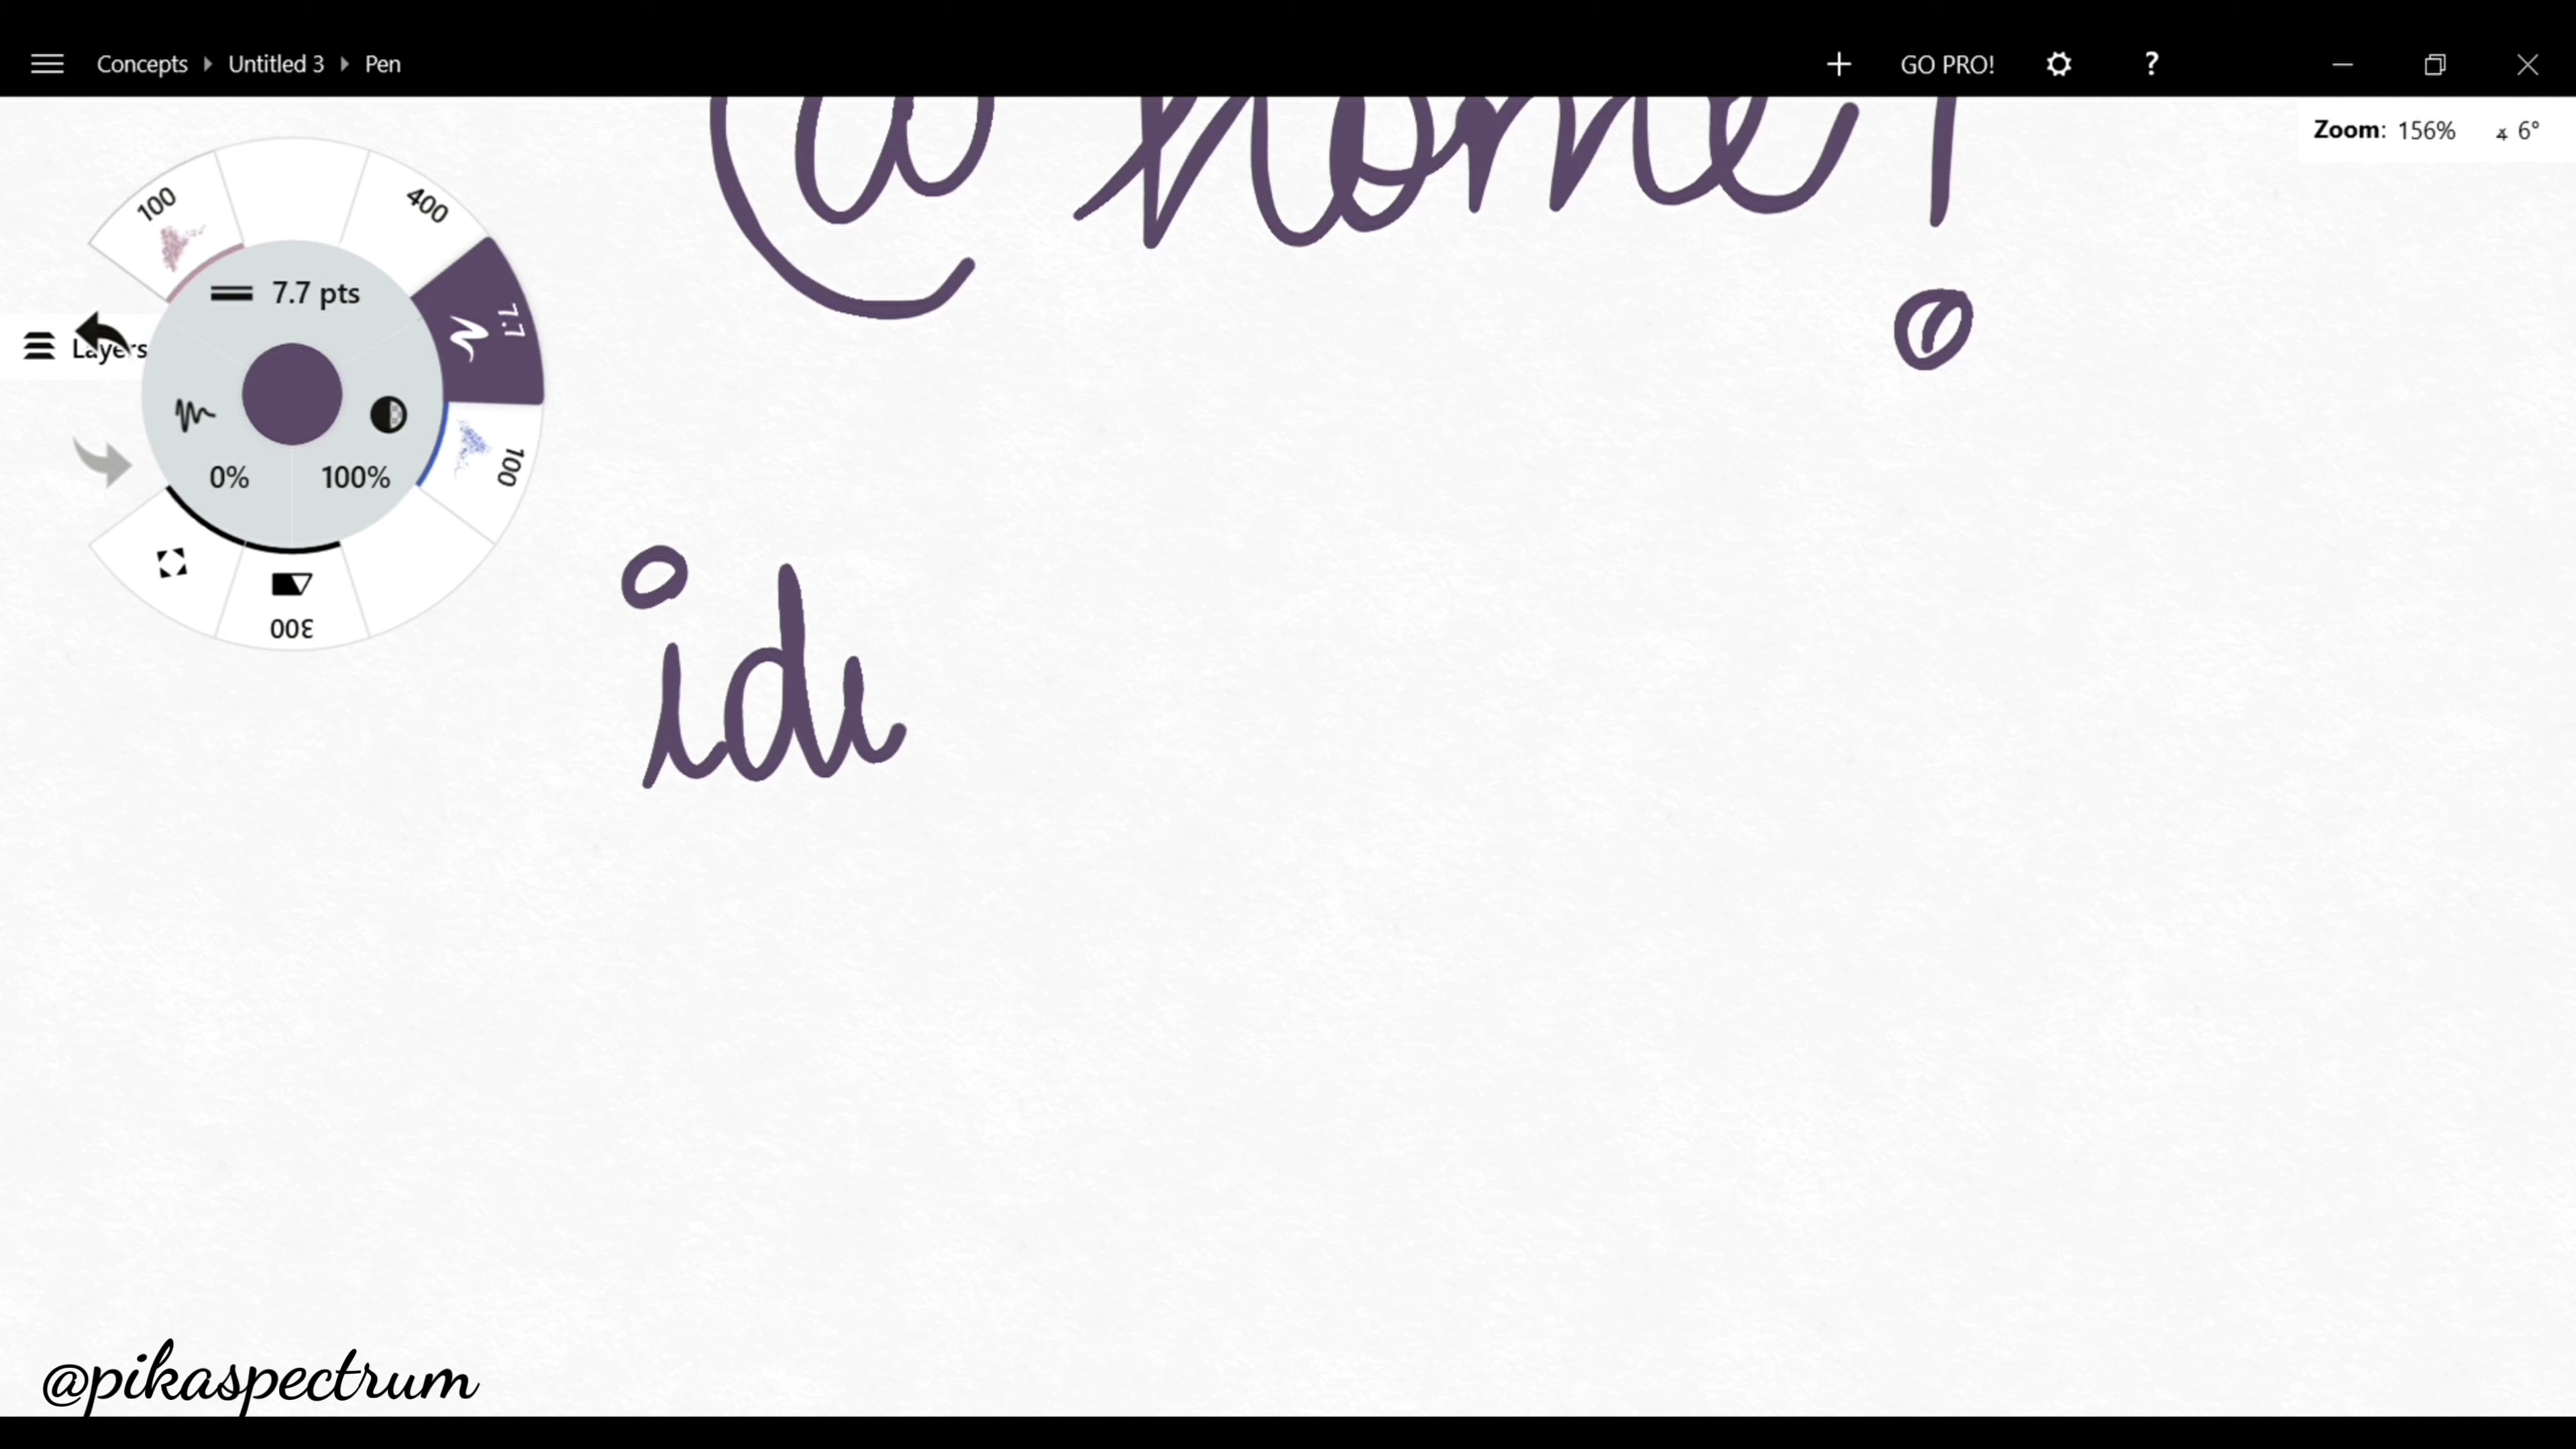 Concepts Untitled 3 Pen + GO PRO! ?
Zoom: 156% 6°
@ home!
100
400
7.7 pts
7.7
Layers
100
0% 100%
300
@pikaspectrum